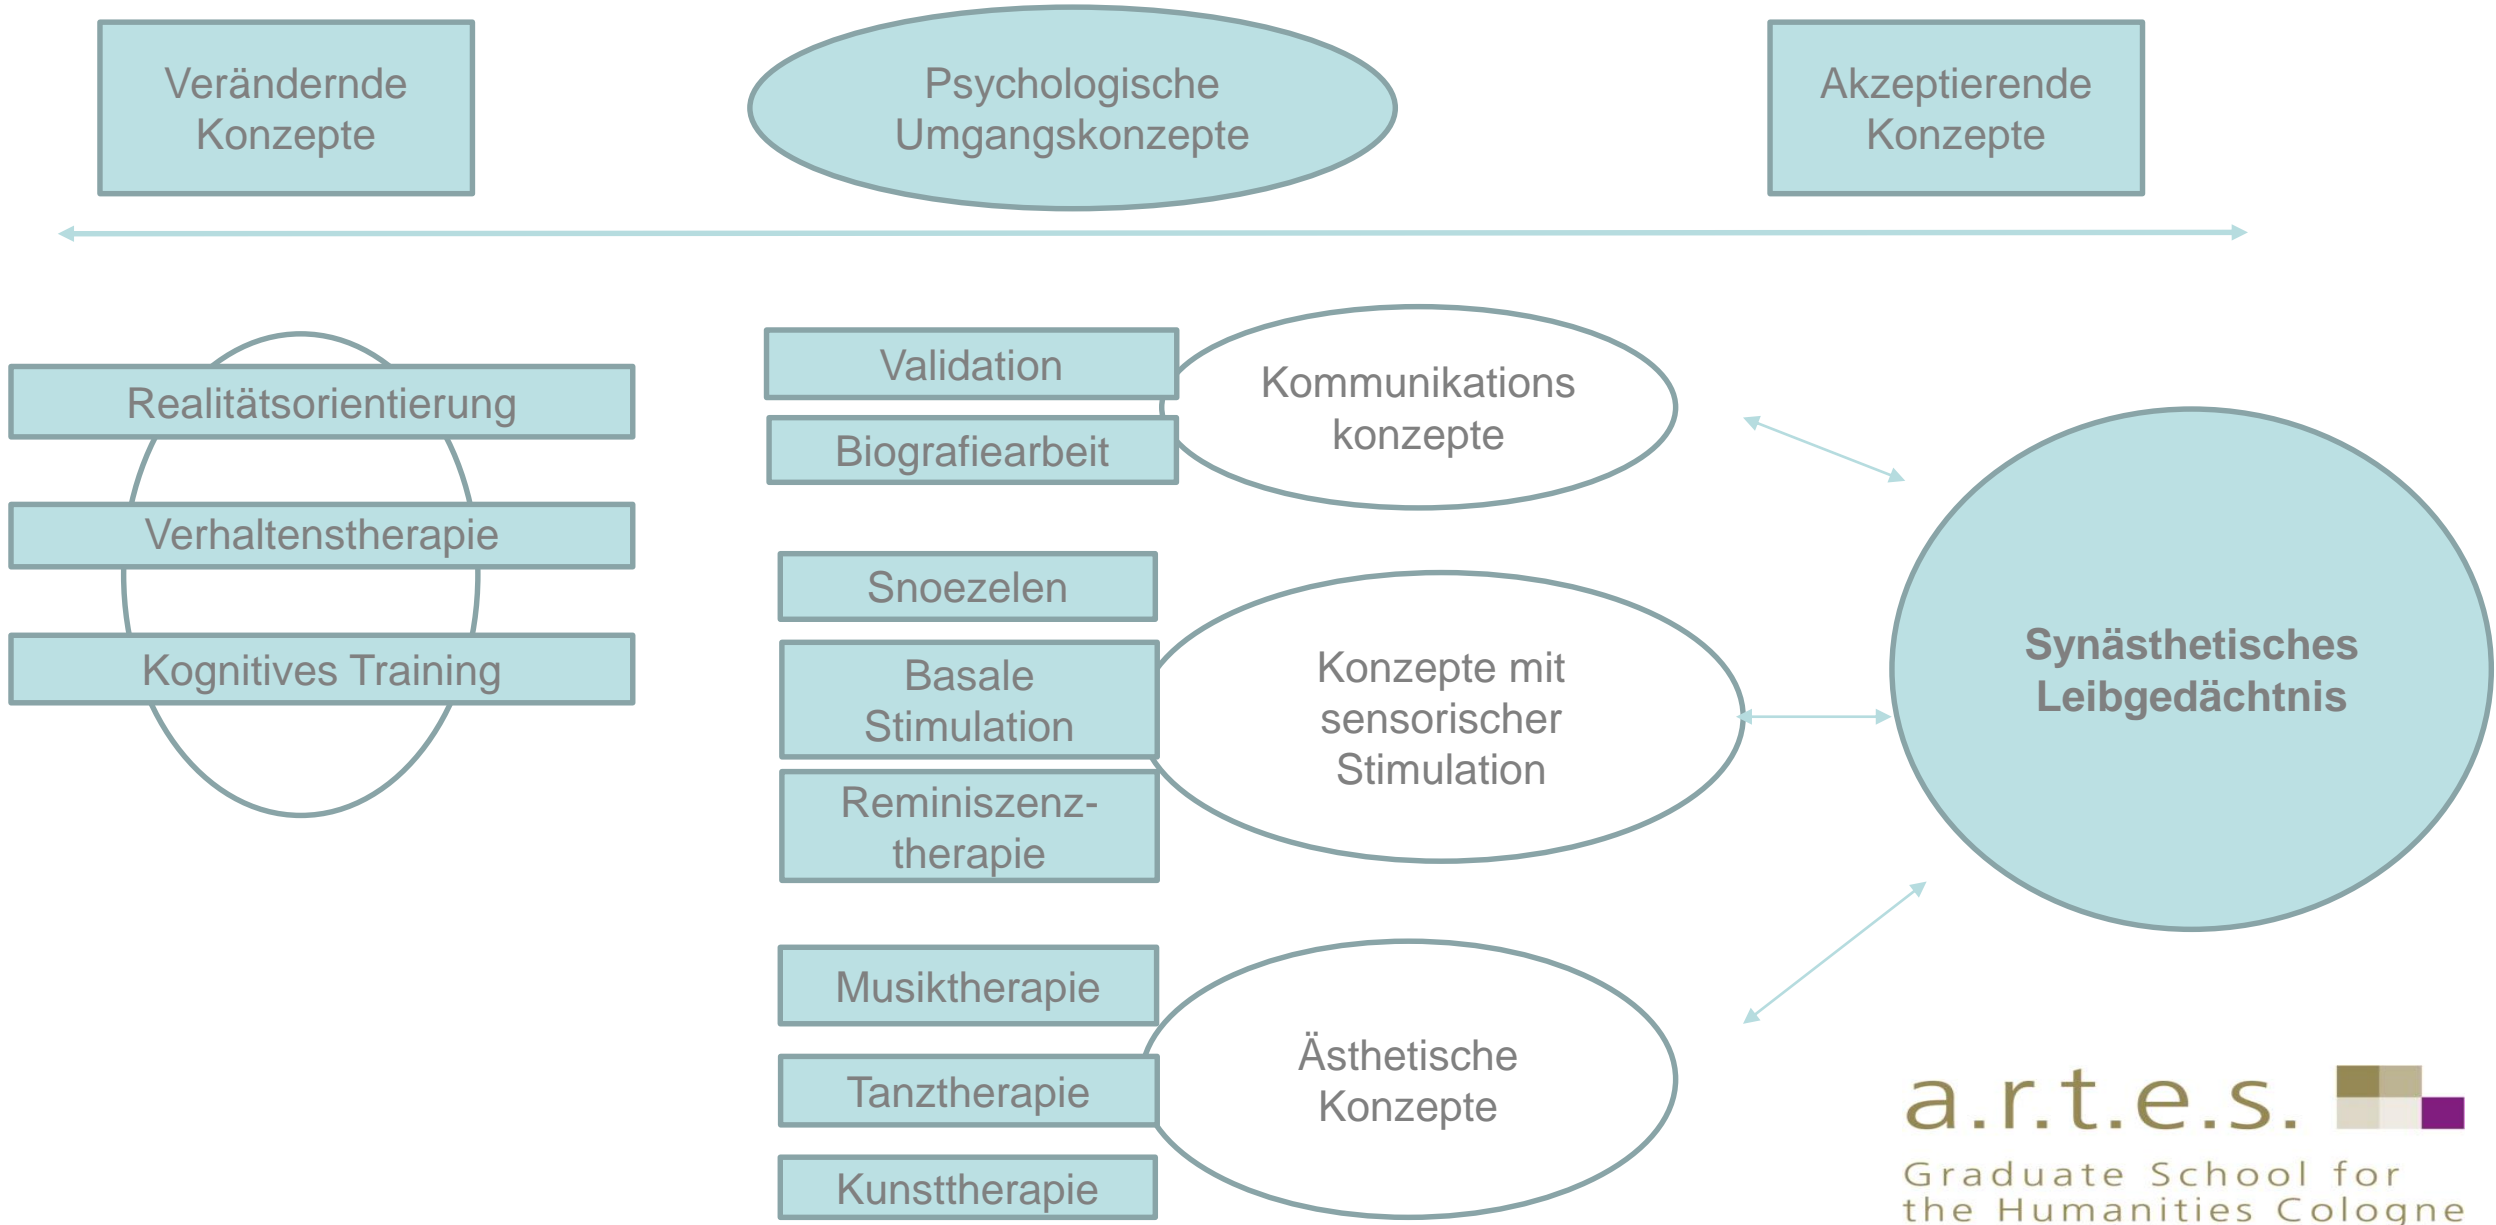 Verändernde
Konzepte
Psychologische
Umgangskonzepte
Akzeptierende
Konzepte
Realitätsorientierung
Verhaltenstherapie
Kognitives Training
Validation
Biografiearbeit
Kommunikations
konzepte
Snoezelen
Basale
Stimulation
Reminiszenz-
therapie
Konzepte mit
sensorischer
Stimulation
Musiktherapie
Tanztherapie
Kunsttherapie
Ästhetische
Konzepte
Synästhetisches
Leibgedächtnis
a.r.t.e.s.
Graduate School for
the Humanities Cologne